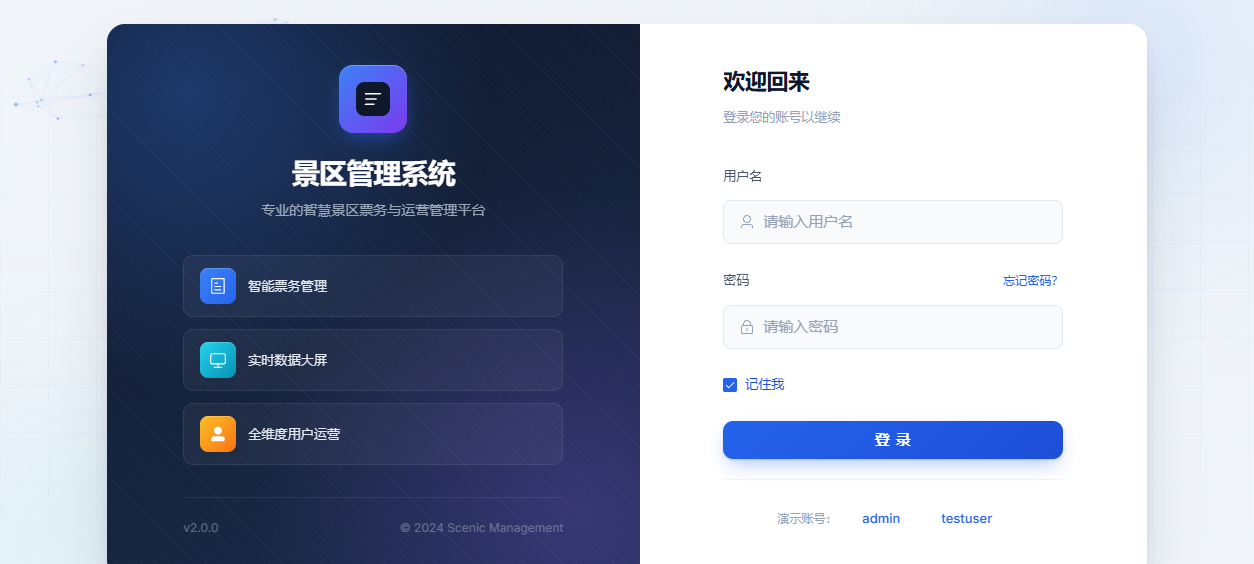 景区管理系统
专业的智慧景区票务与运营管理平台
智能票务管理
实时数据大屏
全维度用户运营
v2.0.0
© 2024 Scenic Management
欢迎回来
登录您的账号以继续
用户名
请输入用户名
密码
忘记密码?
请输入密码
记住我
登 录
演示账号:
admin
testuser